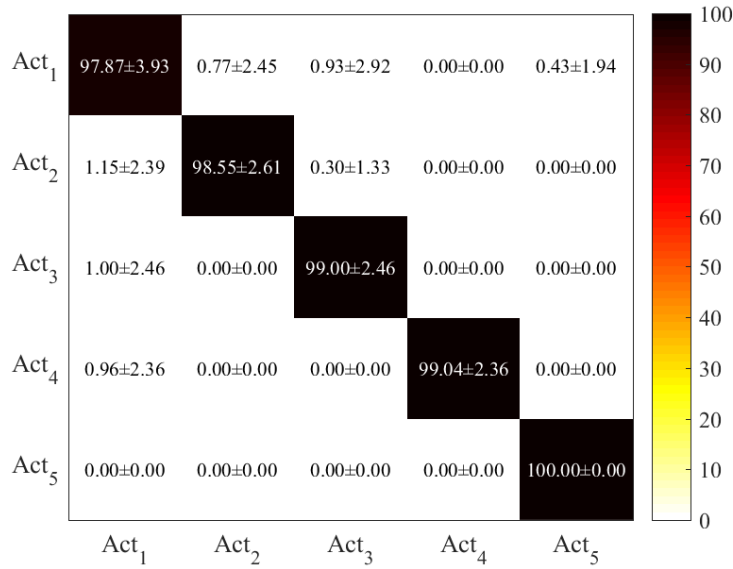 Act1 97.87±3.93 0.77±2.45 0.93±2.92 0.00±0.00 0.43±1.94
Act2 1.15±2.39 98.55±2.61 0.30±1.33 0.00±0.00 0.00±0.00
Act3 1.00±2.46 0.00±0.00 99.00±2.46 0.00±0.00 0.00±0.00
Act4 0.96±2.36 0.00±0.00 0.00±0.00 99.04±2.36 0.00±0.00
Act5 0.00±0.00 0.00±0.00 0.00±0.00 0.00±0.00 100.00±0.00
Act1 Act2 Act3 Act4 Act5
100
90
80
70
60
50
40
30
20
10
0